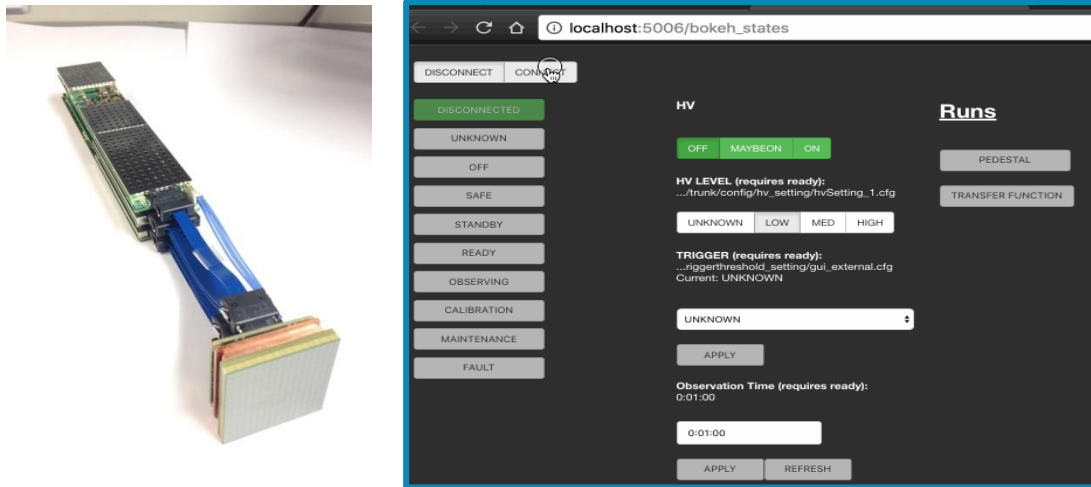 localhost:5006/bokeh_states
DISCONNECT CONNECT
DISCONNECTED
UNKNOWN
OFF
SAFE
STANDBY
READY
OBSERVING
CALIBRATION
MAINTENANCE
FAULT
HV
OFF MAYBEON ON
HV LEVEL (requires ready):
.../trunk/config/hv_setting/hvSetting_1.cfg
UNKNOWN LOW MED HIGH
TRIGGER (requires ready):
...riggerthreshold_setting/gui_external.cfg
Current: UNKNOWN
UNKNOWN
APPLY
Observation Time (requires ready):
0:01:00
0:01:00
APPLY REFRESH
Runs
PEDESTAL
TRANSFER FUNCTION